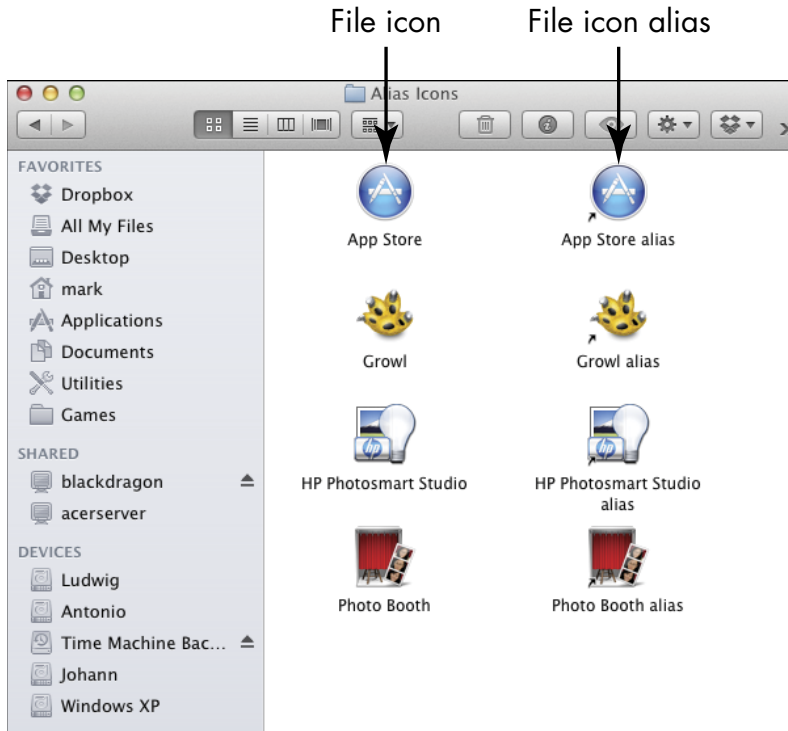 File icon File icon alias
Alias Icons
FAVORITES
Dropbox
All My Files
Desktop
mark
Applications
Documents
Utilities
Games
SHARED
blackdragon
acerserver
DEVICES
Ludwig
Antonio
Time Machine Bac...
Johann
Windows XP
App Store App Store alias
Growl Growl alias
HP Photosmart Studio HP Photosmart Studio
alias
Photo Booth Photo Booth alias